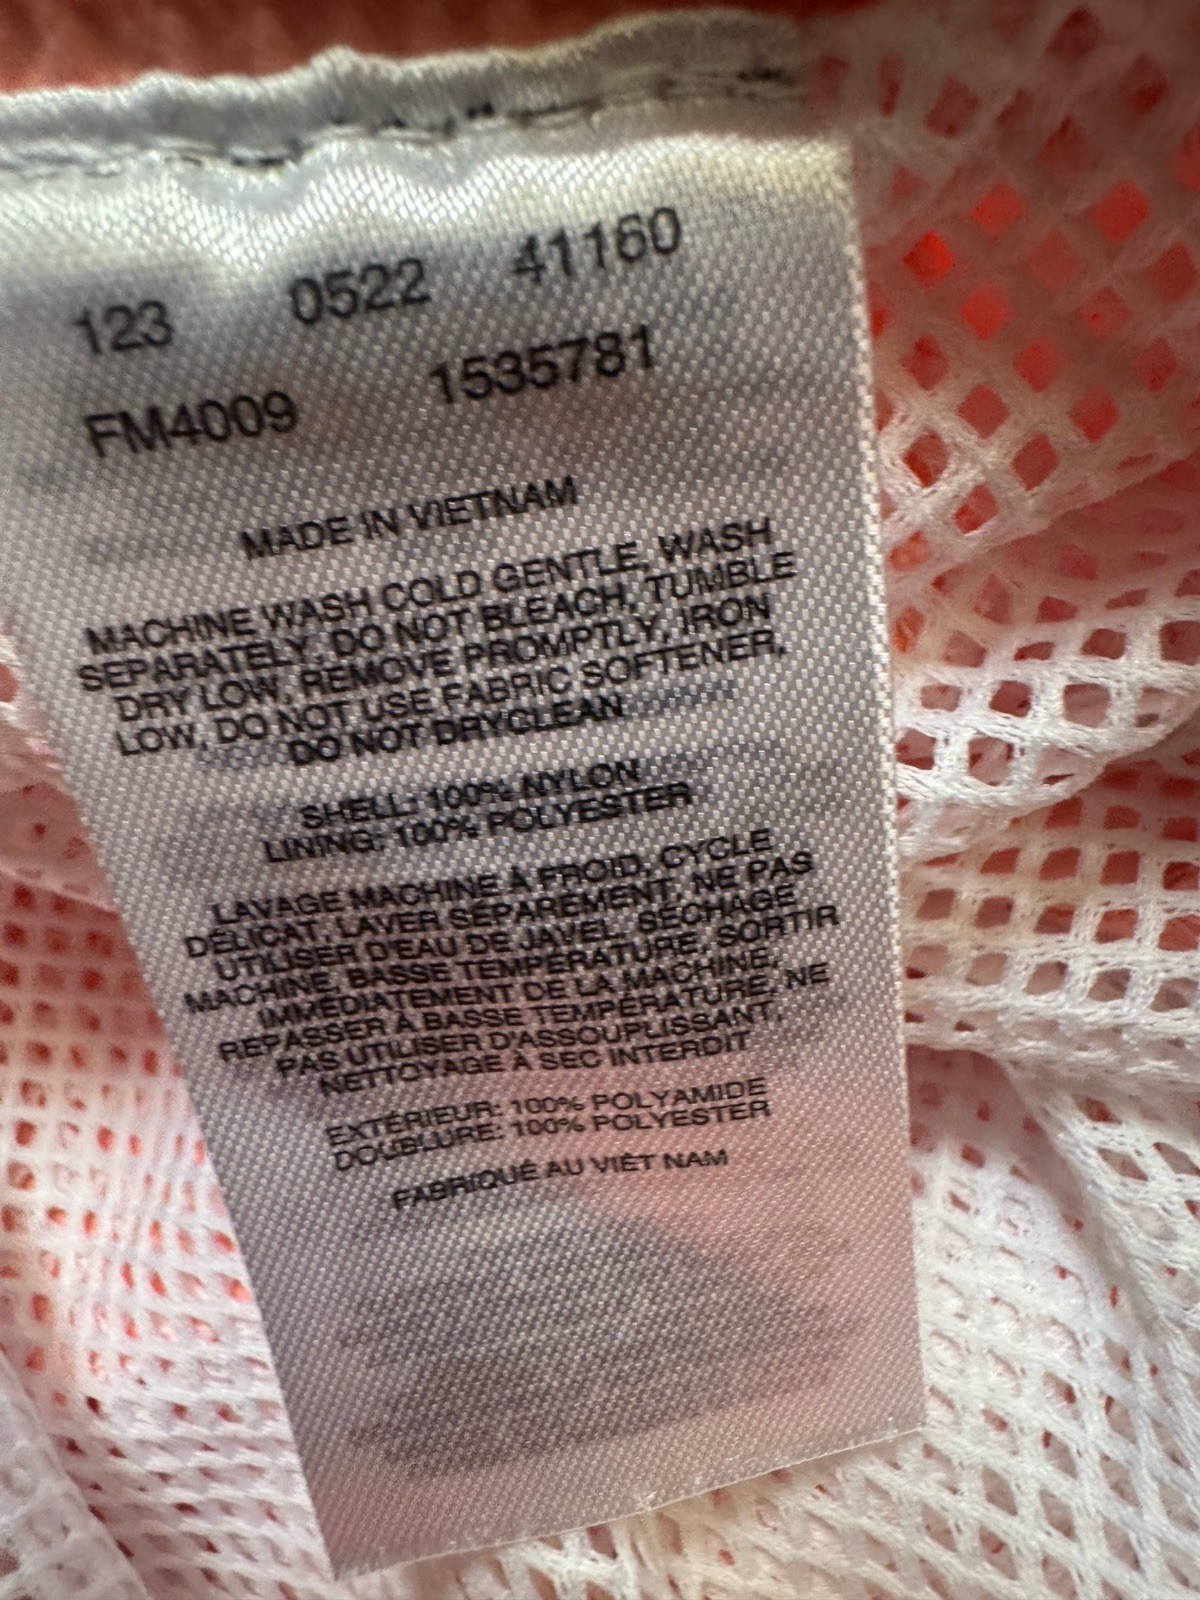 123 0522 41160
FM4009 1535781
MADE IN VIETNAM
MACHINE WASH COLD GENTLE, WASH
SEPARATELY, DO NOT BLEACH, TUMBLE
DRY LOW, REMOVE PROMPTLY, IRON
LOW, DO NOT USE FABRIC SOFTENER,
DO NOT DRYCLEAN
SHELL: 100% NYLON
LINING: 100% POLYESTER
LAVAGE MACHINE À FROID, CYCLE
DÉLICAT, LAVER SÉPARÉMENT, NE PAS
UTILISER D'EAU DE JAVEL, SÉCHAGE
MACHINE, BASSE TEMPÉRATURE, SORTIR
IMMÉDIATEMENT DE LA MACHINE,
REPASSER À BASSE TEMPÉRATURE, NE
PAS UTILISER D'ASSOUPLISSANT,
NETTOYAGE À SEC INTERDIT
EXTÉRIEUR: 100% POLYAMIDE
DOUBLURE: 100% POLYESTER
FABRIQUÉ AU VIÊT NAM